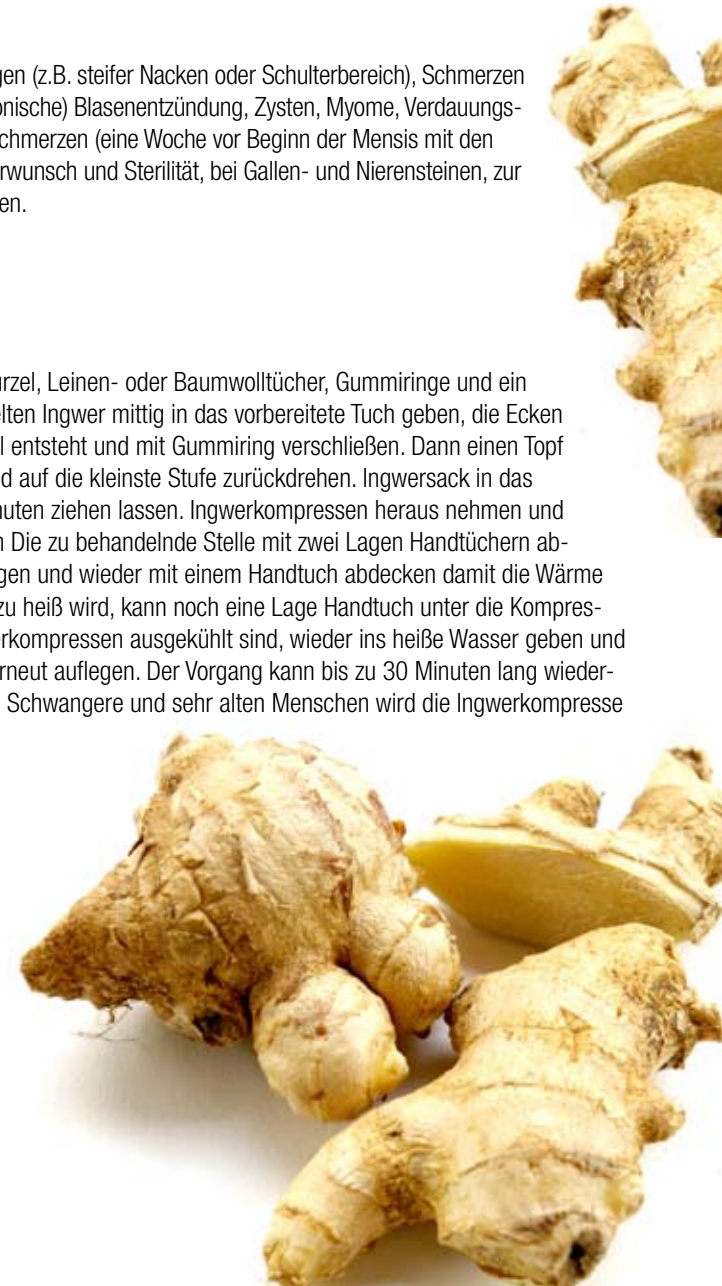 gen (z.B. steifer Nacken oder Schulterbereich), Schmerzen
onische) Blasenentzündung, Zysten, Myome, Verdauungs-
chmerzen (eine Woche vor Beginn der Mensis mit den
rwunsch und Sterilität, bei Gallen- und Nierensteinen, zur
en.
urzel, Leinen- oder Baumwolltücher, Gummiringe und ein
elten Ingwer mittig in das vorbereitete Tuch geben, die Ecken
l entsteht und mit Gummiring verschließen. Dann einen Topf
d auf die kleinste Stufe zurückdrehen. Ingwersack in das
nuten ziehen lassen. Ingwerkompressen heraus nehmen und
n Die zu behandelnde Stelle mit zwei Lagen Handtüchern ab-
gen und wieder mit einem Handtuch abdecken damit die Wärme
zu heiß wird, kann noch eine Lage Handtuch unter die Kompres-
erkompressen ausgekühlt sind, wieder ins heiße Wasser geben und
rneut auflegen. Der Vorgang kann bis zu 30 Minuten lang wieder-
Schwangere und sehr alten Menschen wird die Ingwerkompresse